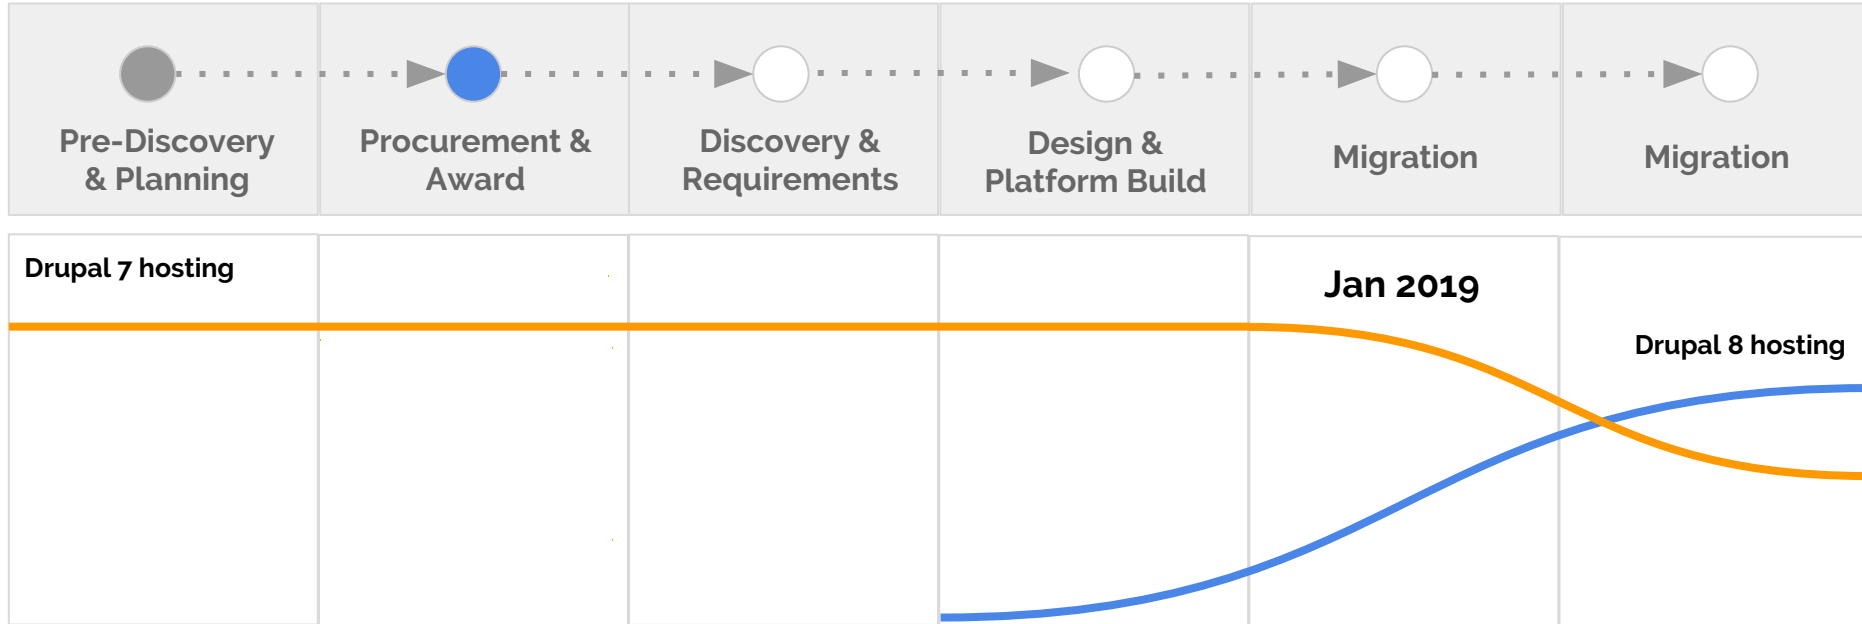 Pre-Discovery
& Planning
Procurement &
Award
Discovery &
Requirements
Design &
Platform Build
Migration
Migration
Drupal 7 hosting
Jan 2019
Drupal 8 hosting